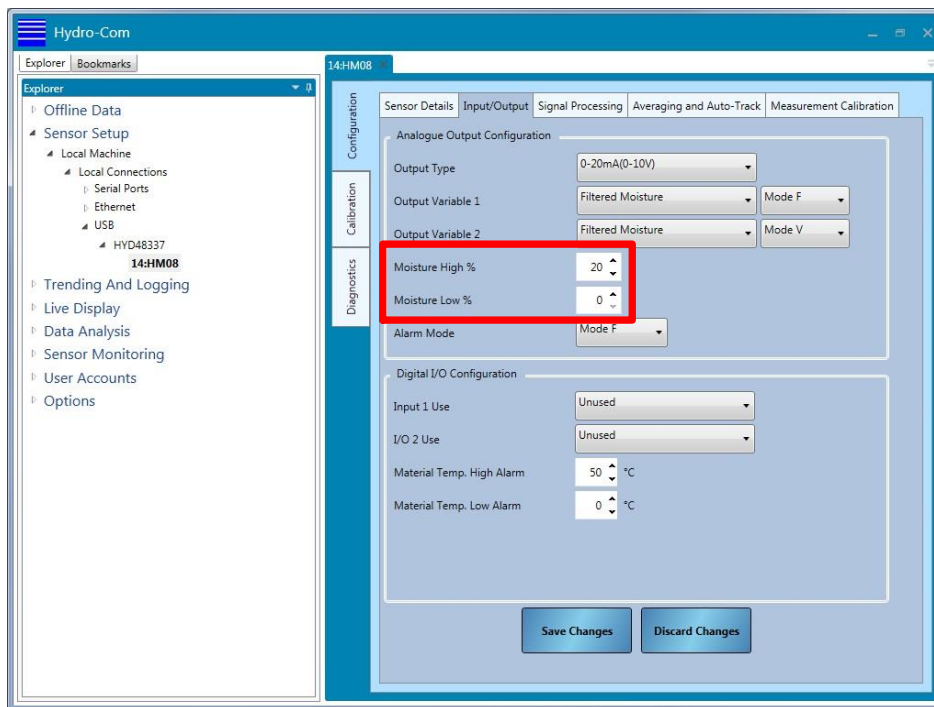 Hydro-Com
Explorer Bookmarks
Explorer
Offline Data
Sensor Setup
Local Machine
Local Connections
Serial Ports
Ethernet
USB
HYD48337
14:HM08
Trending And Logging
Live Display
Data Analysis
Sensor Monitoring
User Accounts
Options
14:HM08
Configuration
Calibration
Diagnostics
Sensor Details Input/Output Signal Processing Averaging and Auto-Track Measurement Calibration
Analogue Output Configuration
Output Type 0-20mA(0-10V)
Output Variable 1 Filtered Moisture Mode F
Output Variable 2 Filtered Moisture Mode V
Moisture High % 20
Moisture Low % 0
Alarm Mode Mode F
Digital I/O Configuration
Input 1 Use Unused
I/O 2 Use Unused
Material Temp. High Alarm 50 °C
Material Temp. Low Alarm 0 °C
Save Changes Discard Changes